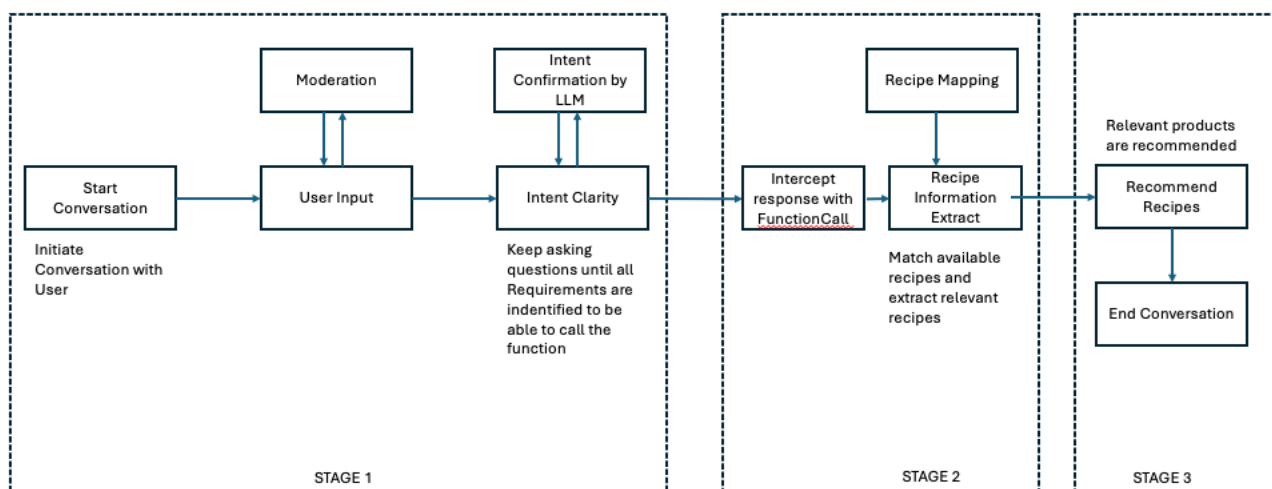 Moderation
Intent
Confirmation by
LLM
Recipe Mapping
Relevant products
are recommended
Start
Conversation
User Input
Intent Clarity
Intercept
response with
FunctionCall
Recipe
Information
Extract
Recommend
Recipes
Initiate
Conversation with
User
Keep asking
questions until all
Requirements are
indentified to be
able to call the
function
Match available
recipes and
extract relevant
recipes
End Conversation
STAGE 1
STAGE 2
STAGE 3